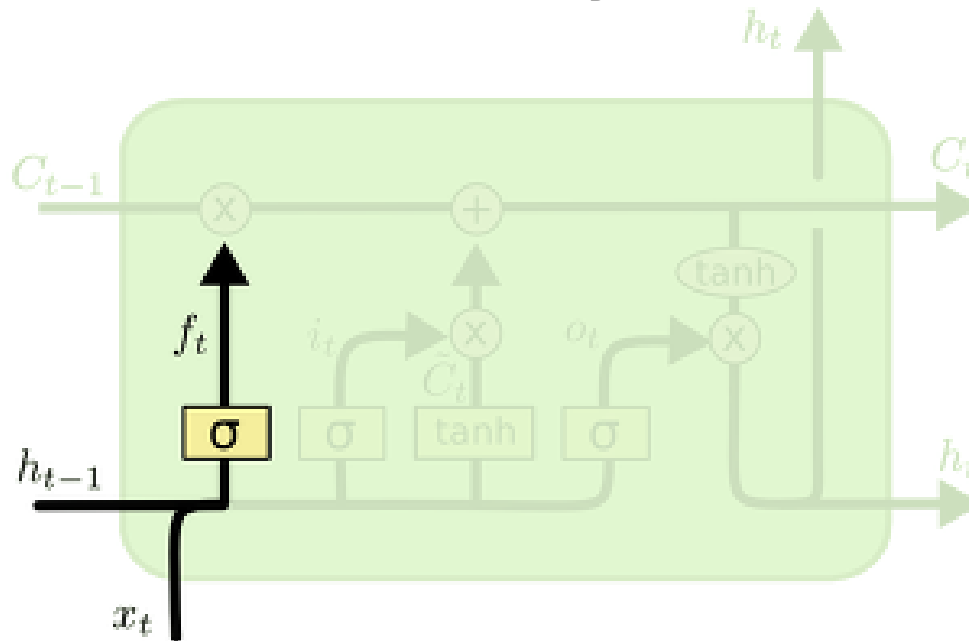 h_t
C_{t-1}
C_t
x
+
tanh
f_t
i_t
x
o_t
x
C̃_t
σ
σ
tanh
σ
h_{t-1}
h_t
x_t